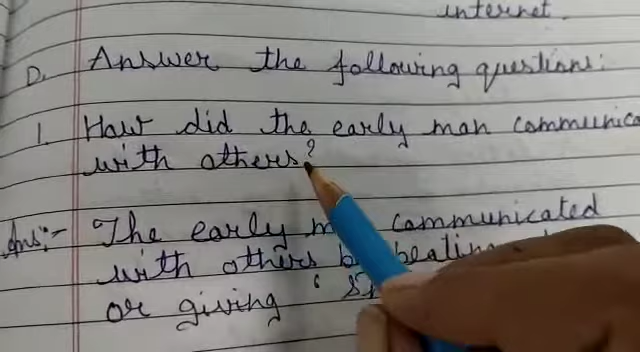 internet.
D. Answer the following questions:
1. How did the early man communica
with others?
Ans:- The early m communicated
with others b beating
or giving